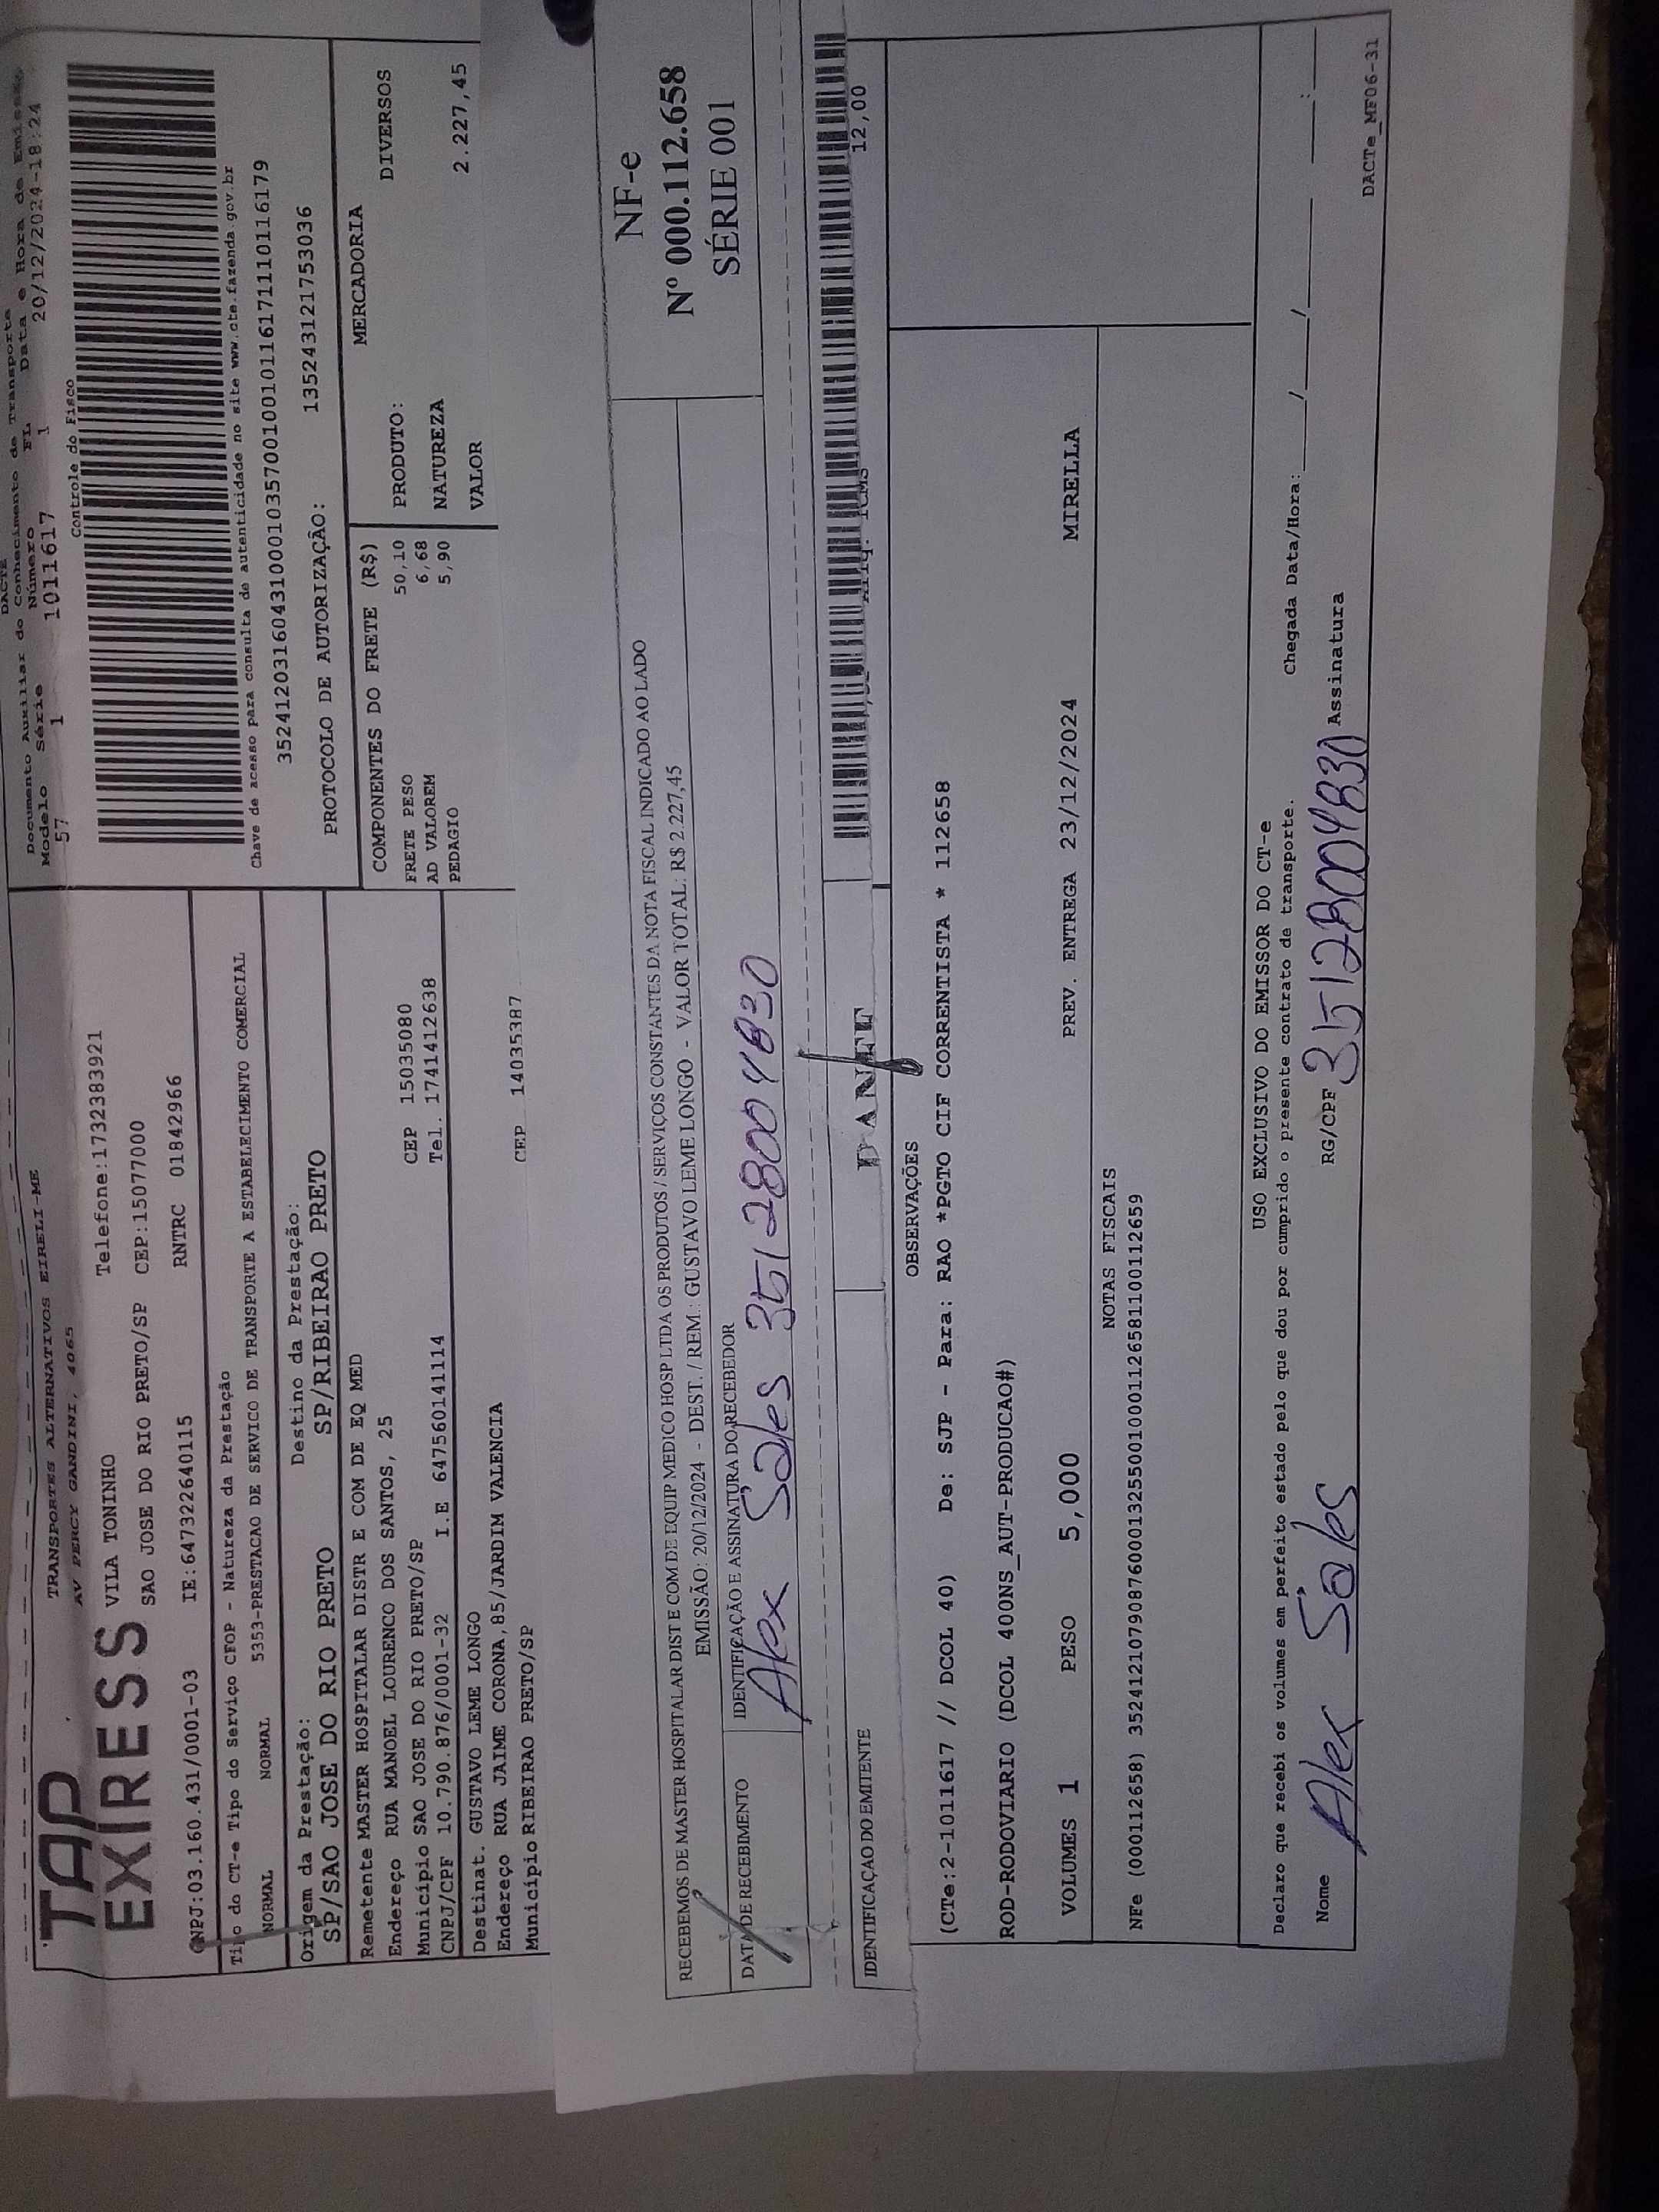 DACTE
Documento Auxiliar do Conhecimento de Transporte
Modelo Série Número FL Data e Hora de Emissão
57 1 1011617 1 20/12/2024-18:24
Controle do Fisco
TRANSPORTES ALTERNATIVOS EIRELI-ME
AV PERCY GANDINI, 4065
TAP
EXIRESS
VILA TONINHO Telefone:1732383921
SAO JOSE DO RIO PRETO/SP CEP:15077000
CNPJ:03.160.431/0001-03 IE:647322640115 RNTRC 01842966
Chave de acesso para consulta de autenticidade no site www.cte.fazenda.gov.br
35241203160431000103570010010116171110116179
PROTOCOLO DE AUTORIZAÇÃO: 135243121753036
Tipo do CT-e Tipo do Serviço CFOP - Natureza da Prestação
NORMAL NORMAL 5353-PRESTACAO DE SERVICO DE TRANSPORTE A ESTABELECIMENTO COMERCIAL
Origem da Prestação: Destino da Prestação:
SP/SAO JOSE DO RIO PRETO SP/RIBEIRAO PRETO
Remetente MASTER HOSPITALAR DISTR E COM DE EQ MED
Endereço RUA MANOEL LOURENCO DOS SANTOS, 25
Município SAO JOSE DO RIO PRETO/SP CEP 15035080
CNPJ/CPF 10.790.876/0001-32 I.E 647560141114 Tel. 1741412638
Destinat. GUSTAVO LEME LONGO
Endereço RUA JAIME CORONA,85/JARDIM VALENCIA
Município RIBEIRAO PRETO/SP CEP 14035387
COMPONENTES DO FRETE (R$)
FRETE PESO 50,10
AD VALOREM 6,68
PEDAGIO 5,90
MERCADORIA
PRODUTO: DIVERSOS
NATUREZA
VALOR 2.227,45
RECEBEMOS DE MASTER HOSPITALAR DIST E COM DE EQUIP MEDICO HOSP LTDA OS PRODUTOS / SERVIÇOS CONSTANTES DA NOTA FISCAL INDICADO AO LADO
EMISSÃO: 20/12/2024 - DEST. / REM.: GUSTAVO LEME LONGO - VALOR TOTAL: R$ 2.227,45
DATA DE RECEBIMENTO IDENTIFICAÇÃO E ASSINATURA DO RECEBEDOR
Alex Sales 35128004830
NF-e
Nº 000.112.658
SÉRIE 001
IDENTIFICAÇÃO DO EMITENTE
DANFE
12,00
OBSERVAÇÕES
(CTe:2-1011617 // DCOL 40) De: SJP - Para: RAO *PGTO CIF CORRENTISTA * 112658
ROD-RODOVIARIO (DCOL 400NS_AUT-PRODUCAO#)
VOLUMES 1 PESO 5,000 PREV. ENTREGA 23/12/2024 MIRELLA
NOTAS FISCAIS
NFe (000112658) 35241210790876000132550010001126581100112659
USO EXCLUSIVO DO EMISSOR DO CT-e
Declaro que recebi os volumes em perfeito estado pelo que dou por cumprido o presente contrato de transporte.
Chegada Data/Hora:___/___/___ ___:___
Nome Alex Sales RG/CPF 35128004830 Assinatura
DACTe_MF06-31